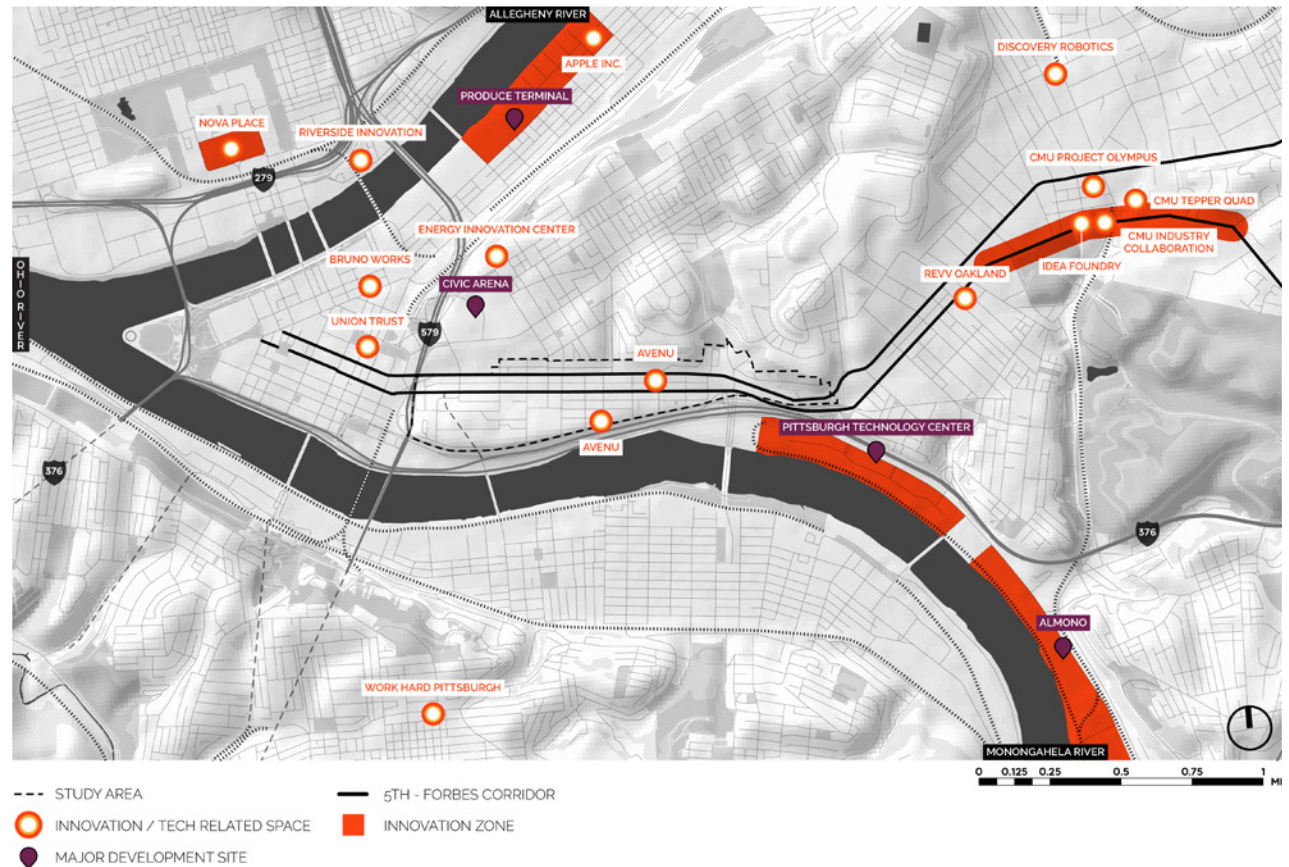 ALLEGHENY RIVER
APPLE INC.
DISCOVERY ROBOTICS
PRODUCE TERMINAL
NOVA PLACE
RIVERSIDE INNOVATION
279
CMU PROJECT OLYMPUS
CMU TEPPER QUAD
ENERGY INNOVATION CENTER
CMU INDUSTRY
COLLABORATION
BRUNO WORKS
IDEA FOUNDRY
OHIO RIVER
CIVIC ARENA
REVV OAKLAND
UNION TRUST
579
AVENU
AVENU
PITTSBURGH TECHNOLOGY CENTER
376
376
ALMONO
WORK HARD PITTSBURGH
MONONGAHELA RIVER
0 0.125 0.25 0.5 0.75 1
MI
STUDY AREA
5TH - FORBES CORRIDOR
INNOVATION / TECH RELATED SPACE
INNOVATION ZONE
MAJOR DEVELOPMENT SITE